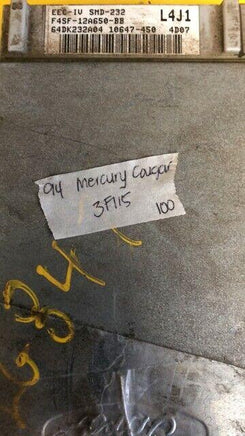 EEC-IV SMD-232
F4SF-12A650-BB
64DK232A04 10647-450 4D07
L4J1
94 Mercury Cougar
3F115
100